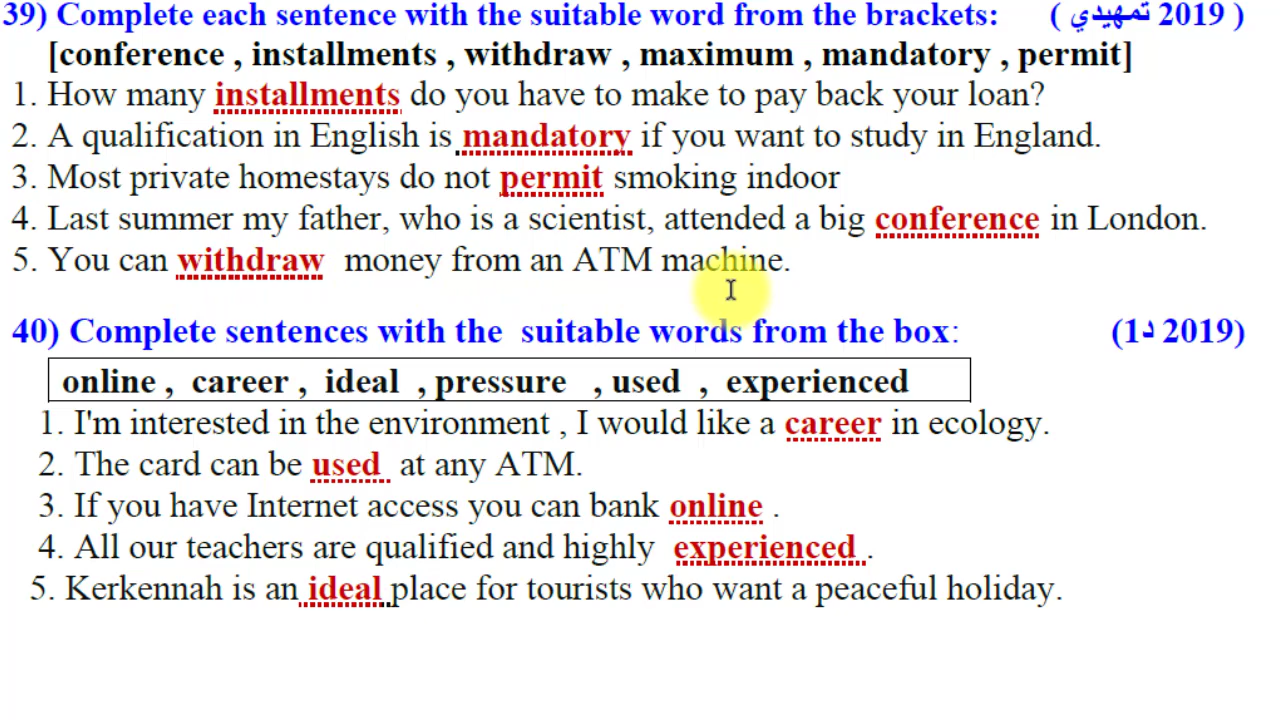 39) Complete each sentence with the suitable word from the brackets: ( 2019 تمهيدي )
[conference , installments , withdraw , maximum , mandatory , permit]
1. How many installments do you have to make to pay back your loan?
2. A qualification in English is mandatory if you want to study in England.
3. Most private homestays do not permit smoking indoor
4. Last summer my father, who is a scientist, attended a big conference in London.
5. You can withdraw money from an ATM machine.
40) Complete sentences with the suitable words from the box: (2019 د1)
online , career , ideal , pressure , used , experienced
1. I'm interested in the environment , I would like a career in ecology.
2. The card can be used at any ATM.
3. If you have Internet access you can bank online .
4. All our teachers are qualified and highly experienced .
5. Kerkennah is an ideal place for tourists who want a peaceful holiday.